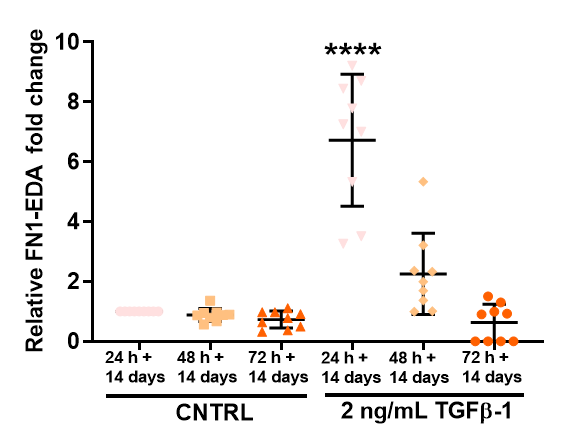 Relative FN1-EDA fold change
10
8
6
4
2
0
****
24 h +
14 days
48 h +
14 days
72 h +
14 days
24 h +
14 days
48 h +
14 days
72 h +
14 days
CNTRL
2 ng/mL TGFβ-1